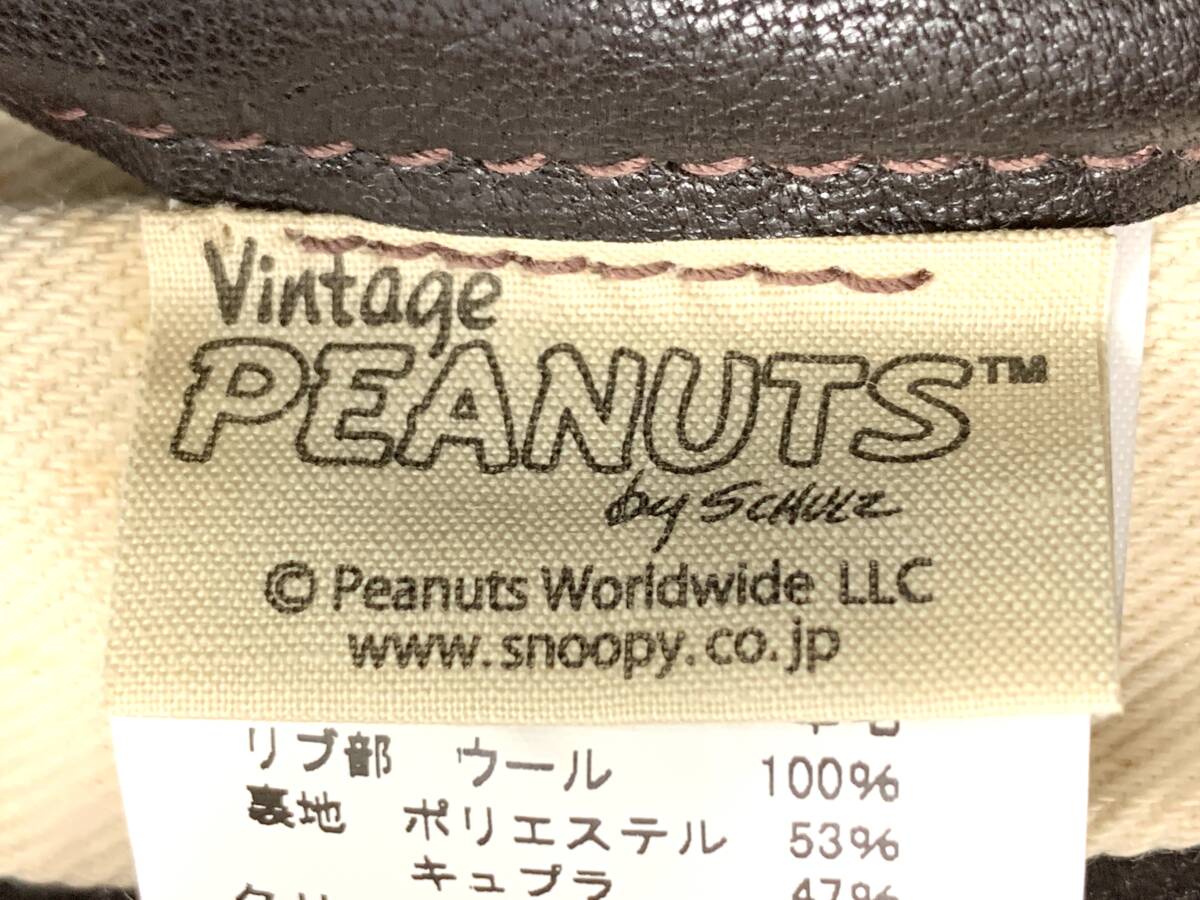 Vintage
PEANUTS™
by SCHULZ
© Peanuts Worldwide LLC
www.snoopy.co.jp
リブ部 ウール 100%
裏地 ポリエステル 53%
キュプラ 47%